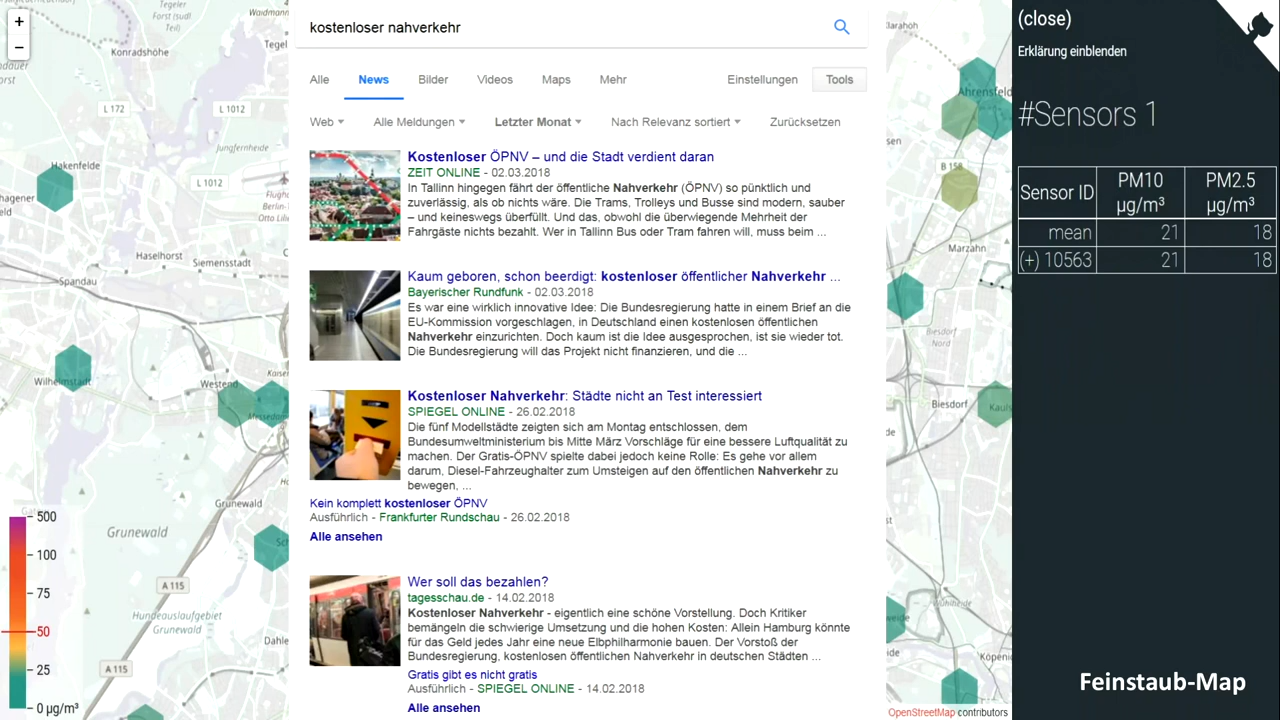 +
−
Tegeler
Forst (südl.
Teil)
Konradshöhe
Tegel
L 172
L 1012
Jungfernheide
Hakenfelde
L 1012
Haselhorst
Siemensstadt
Spandau
Wilhelmstadt
Westend
Messedamm
Grunewald
Grunewald
A 115
Hundeauslaufgebiet
Grunewald
A 115
500
100
75
50
25
0 µg/m³
kostenloser nahverkehr
Alle
News
Bilder
Videos
Maps
Mehr
Einstellungen
Tools
Web
Alle Meldungen
Letzter Monat
Nach Relevanz sortiert
Zurücksetzen
Kostenloser ÖPNV – und die Stadt verdient daran
ZEIT ONLINE - 02.03.2018
In Tallinn hingegen fährt der öffentliche Nahverkehr (ÖPNV) so pünktlich und
zuverlässig, als ob nichts wäre. Die Trams, Trolleys und Busse sind modern, sauber
– und keineswegs überfüllt. Und das, obwohl die überwiegende Mehrheit der
Fahrgäste nichts bezahlt. Wer in Tallinn Bus oder Tram fahren will, muss beim ...
Kaum geboren, schon beerdigt: kostenloser öffentlicher Nahverkehr ...
Bayerischer Rundfunk - 02.03.2018
Es war eine wirklich innovative Idee: Die Bundesregierung hatte in einem Brief an die
EU-Kommission vorgeschlagen, in Deutschland einen kostenlosen öffentlichen
Nahverkehr einzurichten. Doch kaum ist die Idee ausgesprochen, ist sie wieder tot.
Die Bundesregierung will das Projekt nicht finanzieren, und die ...
Kostenloser Nahverkehr: Städte nicht an Test interessiert
SPIEGEL ONLINE - 26.02.2018
Die fünf Modellstädte zeigten sich am Montag entschlossen, dem
Bundesumweltministerium bis Mitte März Vorschläge für eine bessere Luftqualität zu
machen. Der Gratis-ÖPNV spielte dabei jedoch keine Rolle: Es gehe vor allem
darum, Diesel-Fahrzeughalter zum Umsteigen auf den öffentlichen Nahverkehr zu
bewegen, ...
Kein komplett kostenloser ÖPNV
Ausführlich - Frankfurter Rundschau - 26.02.2018
Alle ansehen
Wer soll das bezahlen?
tagesschau.de - 14.02.2018
Kostenloser Nahverkehr - eigentlich eine schöne Vorstellung. Doch Kritiker
bemängeln die schwierige Umsetzung und die hohen Kosten: Allein Hamburg könnte
für das Geld jedes Jahr eine neue Elbphilharmonie bauen. Der Vorstoß der
Bundesregierung, kostenlosen öffentlichen Nahverkehr in deutschen Städten ...
Gratis gibt es nicht gratis
Ausführlich - SPIEGEL ONLINE - 14.02.2018
Alle ansehen
Ahrensfeld
B 158
Marzahn
Biesdorf
Nord
Biesdorf
Kauls
Wuhlheide
Köpeni
OpenStreetMap contributors
(close)
Erklärung einblenden
#Sensors 1
Sensor ID PM10 µg/m³ PM2.5 µg/m³
mean 21 18
(+) 10563 21 18
Feinstaub-Map